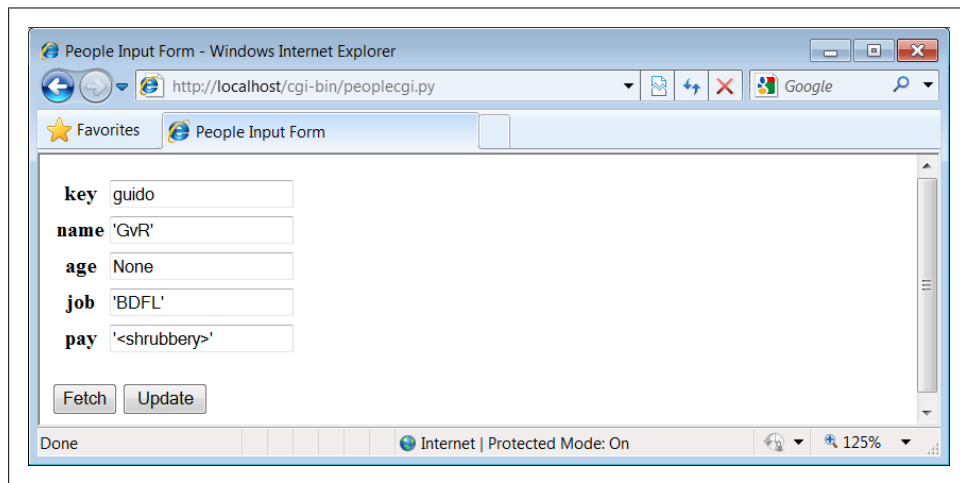 People Input Form - Windows Internet Explorer
http://localhost/cgi-bin/peoplecgi.py
Google
Favorites
People Input Form
key guido
name 'GvR'
age None
job 'BDFL'
pay '<shrubbery>'
Fetch Update
Done
Internet | Protected Mode: On
125%